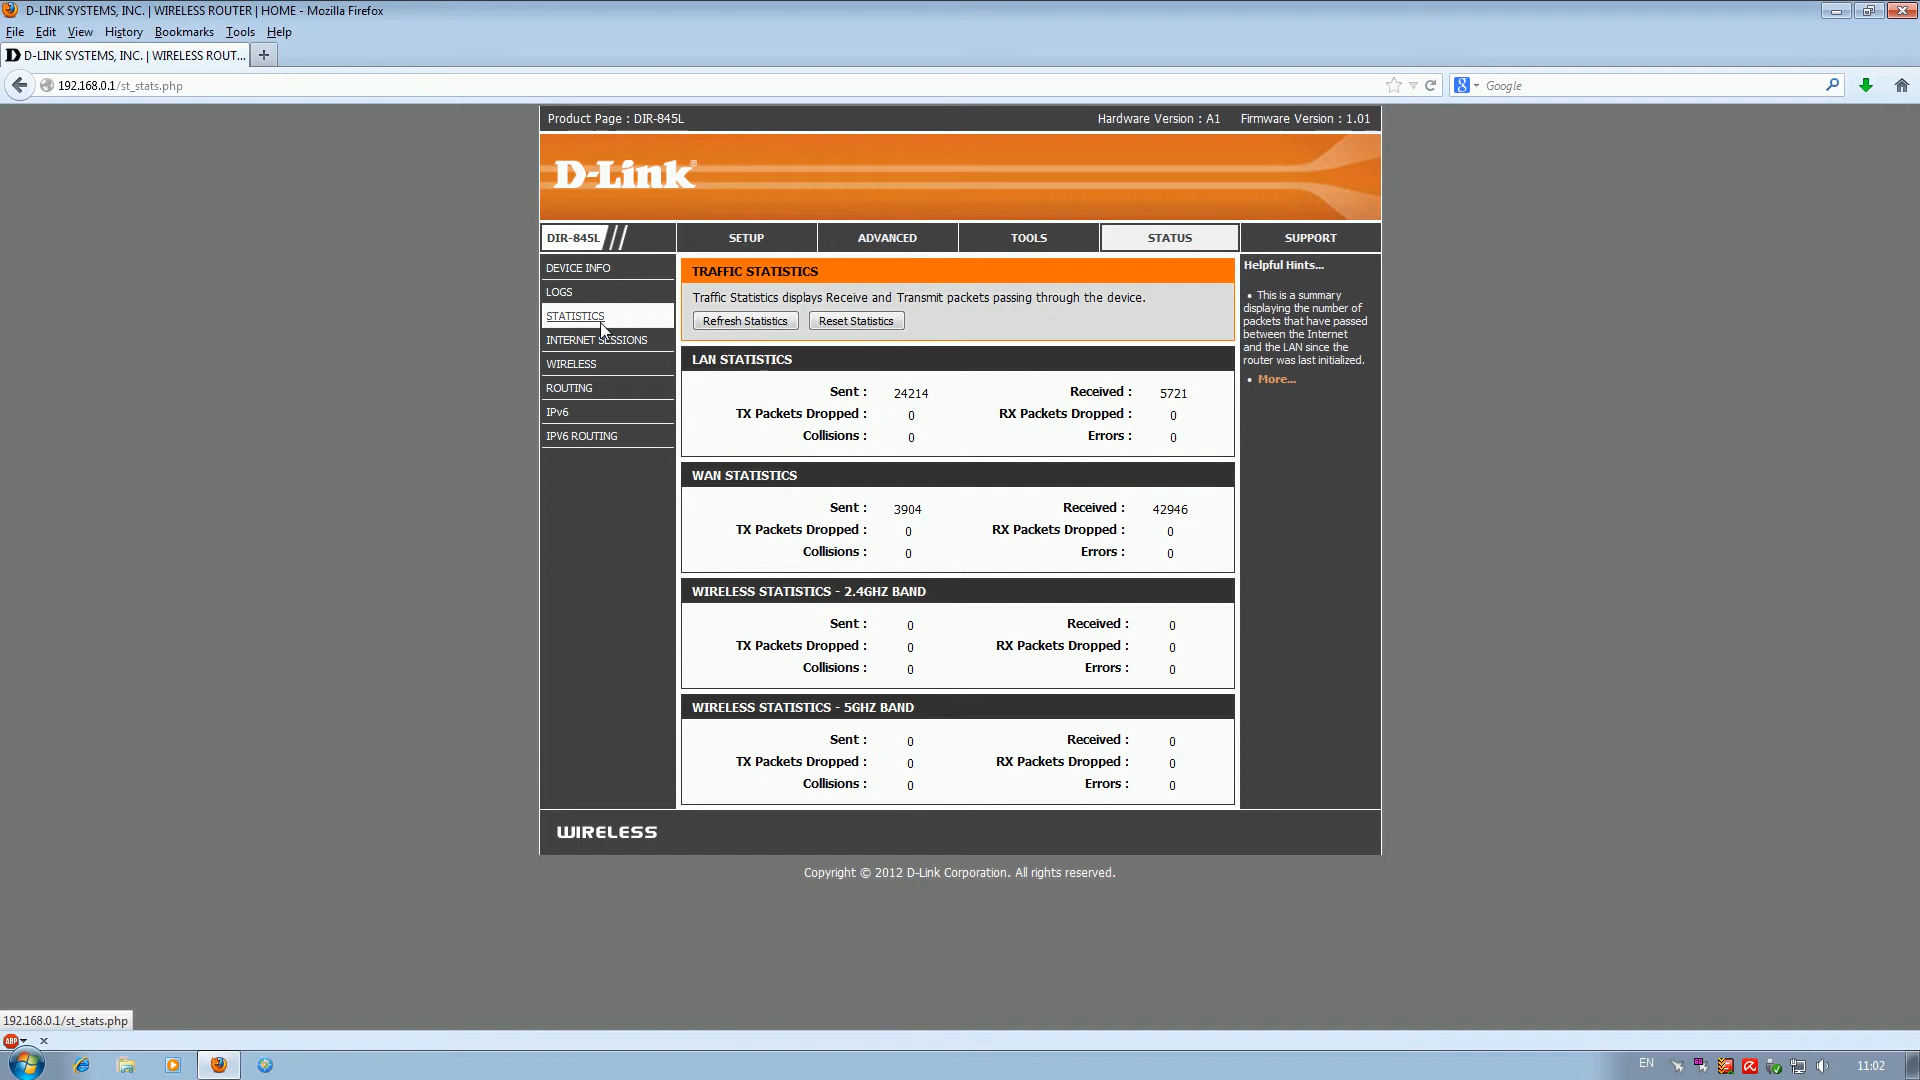 D-LINK SYSTEMS, INC. | WIRELESS ROUTER | HOME - Mozilla Firefox
File Edit View History Bookmarks Tools Help
D-LINK SYSTEMS, INC. | WIRELESS ROUT... +
192.168.0.1/st_stats.php Google
Product Page : DIR-845L Hardware Version : A1 Firmware Version : 1.01
D-Link®
DIR-845L SETUP ADVANCED TOOLS STATUS SUPPORT
DEVICE INFO
LOGS
STATISTICS
INTERNET SESSIONS
WIRELESS
ROUTING
IPv6
IPV6 ROUTING
TRAFFIC STATISTICS
Traffic Statistics displays Receive and Transmit packets passing through the device.
Refresh Statistics Reset Statistics
LAN STATISTICS
Sent : 24214 Received : 5721
TX Packets Dropped : 0 RX Packets Dropped : 0
Collisions : 0 Errors : 0
WAN STATISTICS
Sent : 3904 Received : 42946
TX Packets Dropped : 0 RX Packets Dropped : 0
Collisions : 0 Errors : 0
WIRELESS STATISTICS - 2.4GHZ BAND
Sent : 0 Received : 0
TX Packets Dropped : 0 RX Packets Dropped : 0
Collisions : 0 Errors : 0
WIRELESS STATISTICS - 5GHZ BAND
Sent : 0 Received : 0
TX Packets Dropped : 0 RX Packets Dropped : 0
Collisions : 0 Errors : 0
Helpful Hints...
• This is a summary
displaying the number of
packets that have passed
between the Internet
and the LAN since the
router was last initialized.
• More...
WIRELESS
Copyright © 2012 D-Link Corporation. All rights reserved.
192.168.0.1/st_stats.php
ABP
EN 11:02